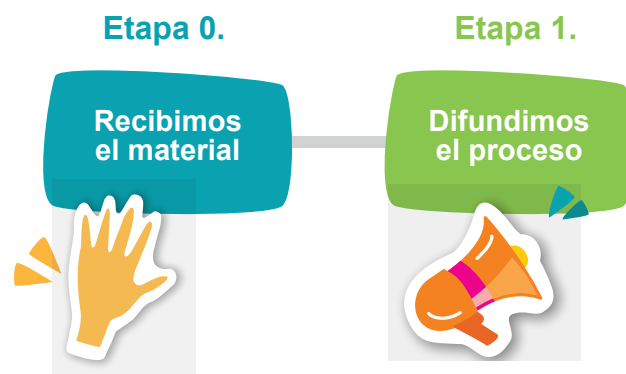 Etapa 0.
Recibimos
el material
Etapa 1.
Difundimos
el proceso